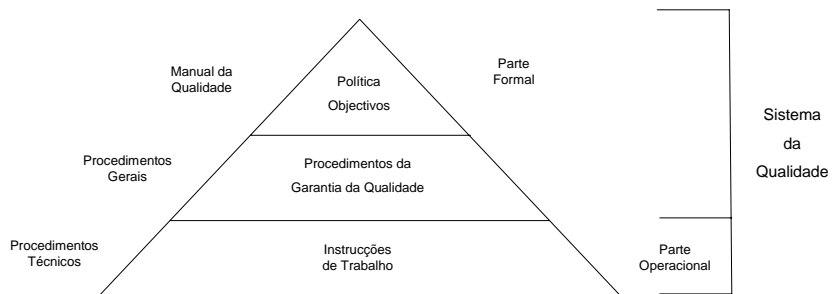 Manual da
Qualidade
Política
Objectivos
Parte
Formal
Sistema
da
Qualidade
Procedimentos
Gerais
Procedimentos da
Garantia da Qualidade
Procedimentos
Técnicos
Instrucções
de Trabalho
Parte
Operacional